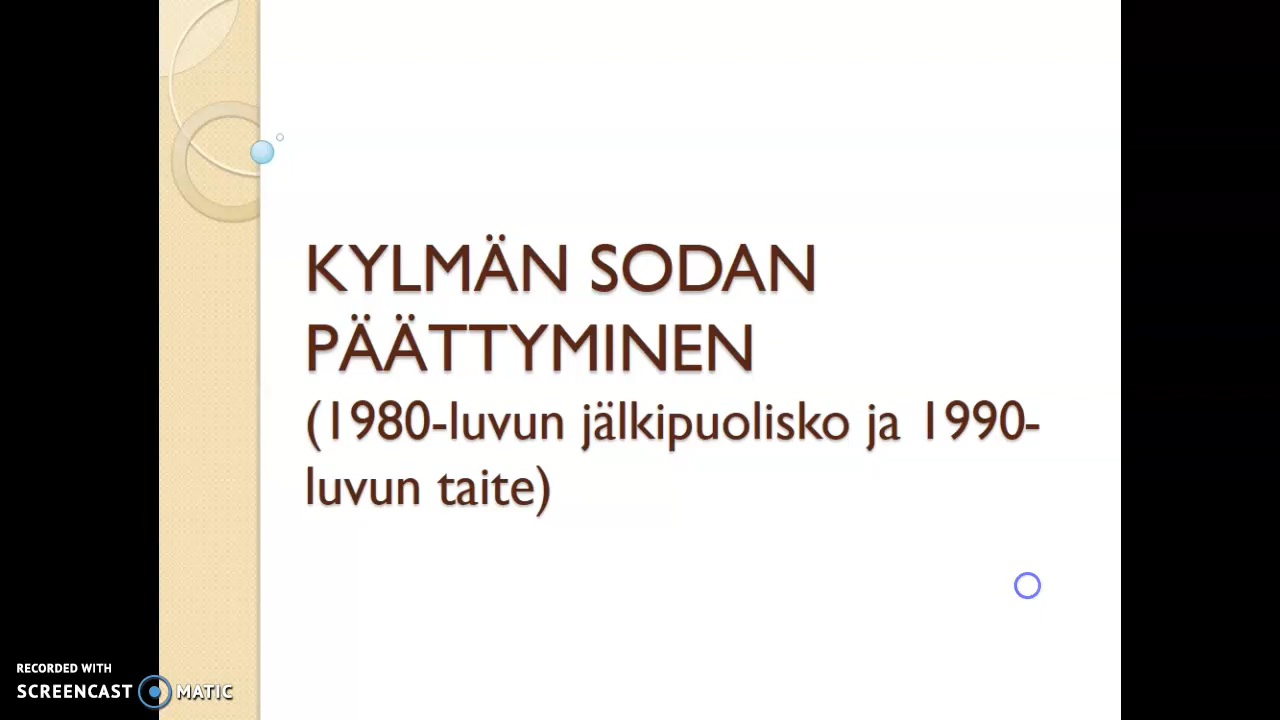 KYLMÄN SODAN
PÄÄTTYMINEN
(1980-luvun jälkipuolisko ja 1990-
luvun taite)
RECORDED WITH
SCREENCAST MATIC